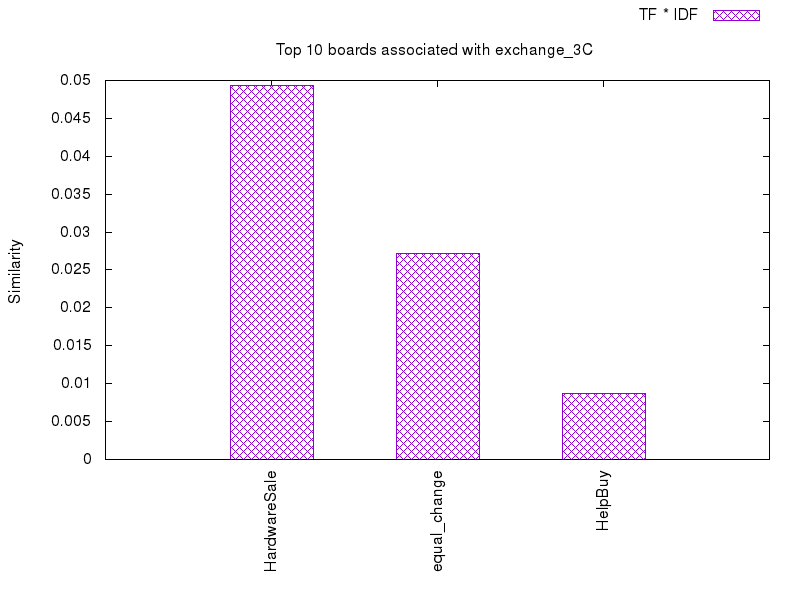 TF * IDF
Top 10 boards associated with exchange_3C
Similarity
0.05
0.045
0.04
0.035
0.03
0.025
0.02
0.015
0.01
0.005
0
HardwareSale
equal_change
HelpBuy